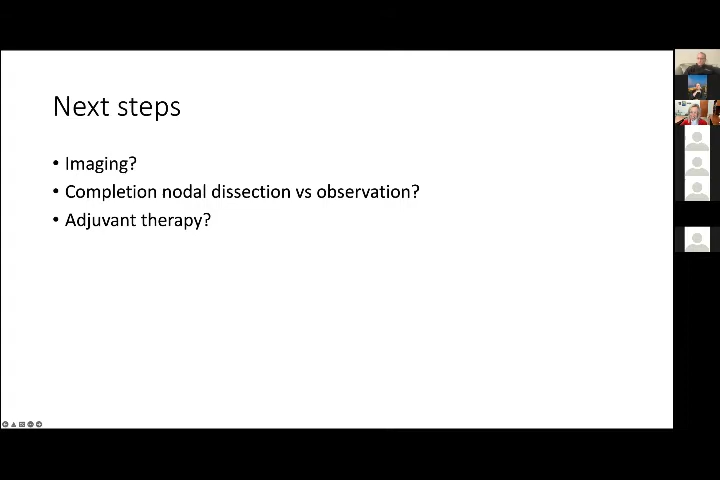 Next steps
• Imaging?
• Completion nodal dissection vs observation?
• Adjuvant therapy?